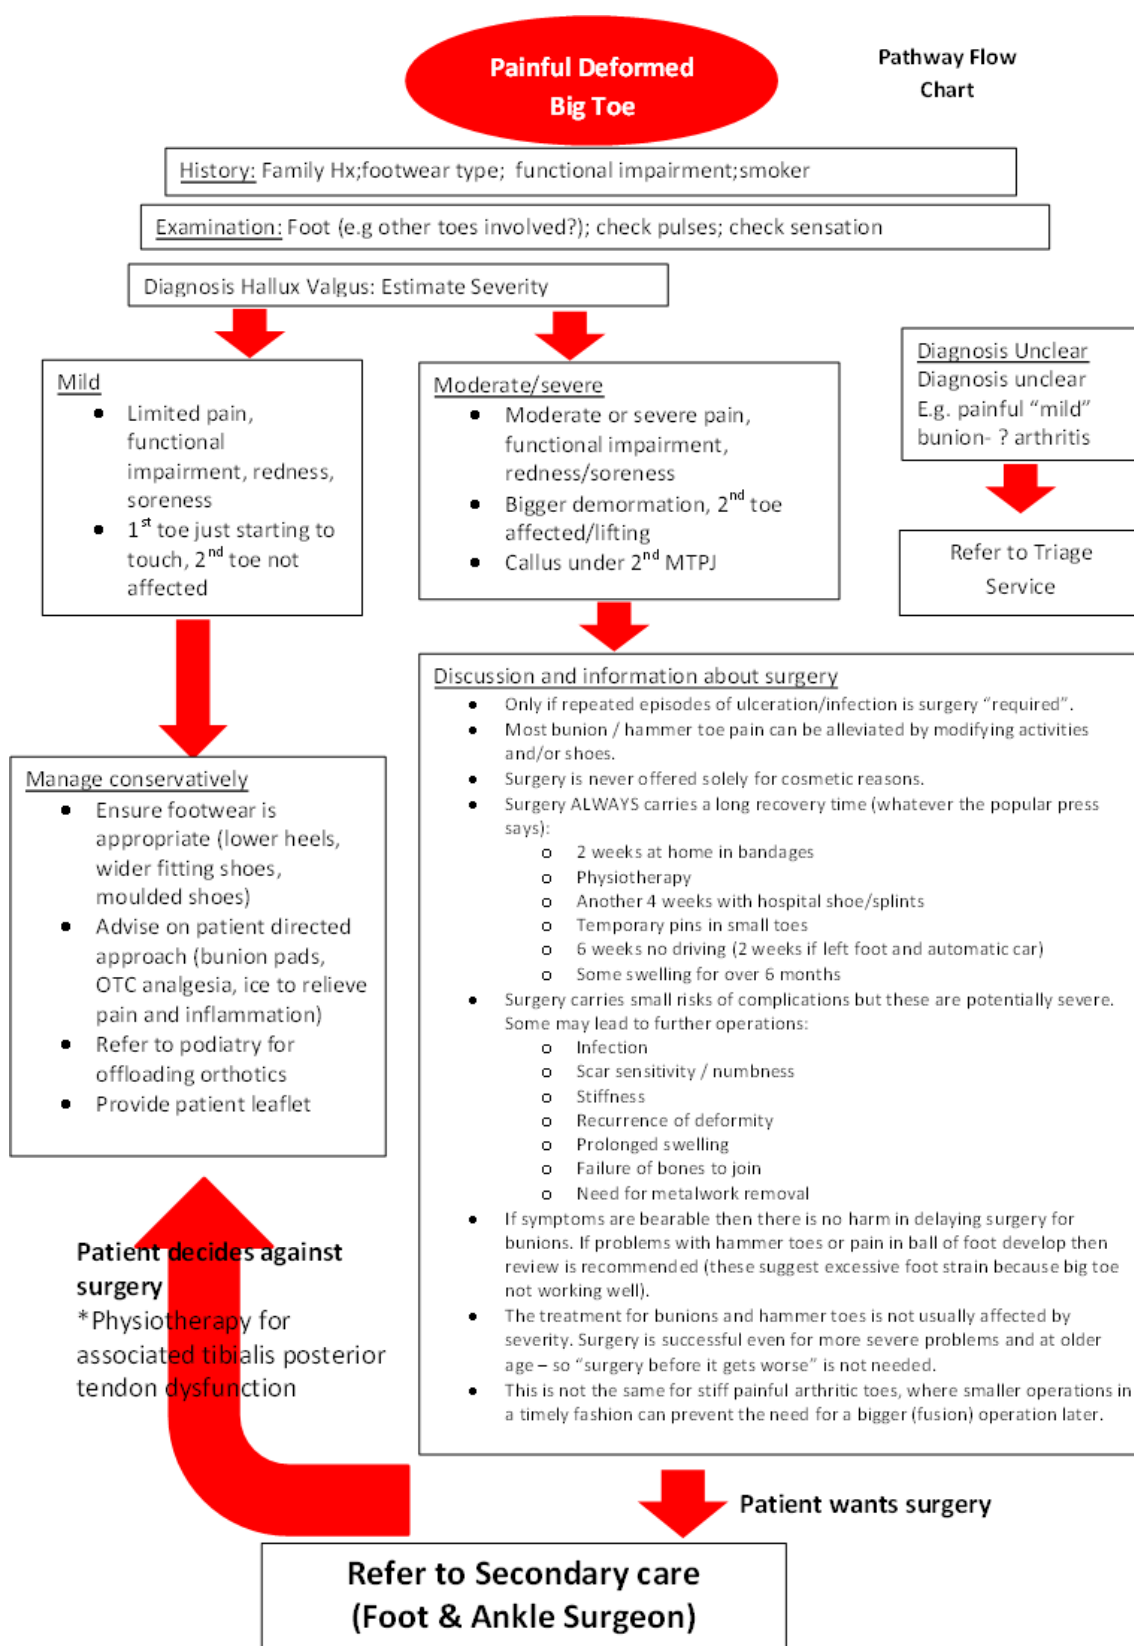 Painful Deformed
Big Toe
Pathway Flow
Chart
History: Family Hx;footwear type; functional impairment;smoker
Examination: Foot (e.g other toes involved?); check pulses; check sensation
Diagnosis Hallux Valgus: Estimate Severity
Mild
● Limited pain,
functional
impairment, redness,
soreness
● 1st toe just starting to
touch, 2nd toe not
affected
Moderate/severe
● Moderate or severe pain,
functional impairment,
redness/soreness
● Bigger demormation, 2nd toe
affected/lifting
● Callus under 2nd MTPJ
Diagnosis Unclear
Diagnosis unclear
E.g. painful “mild”
bunion- ? arthritis
Refer to Triage
Service
Manage conservatively
● Ensure footwear is
appropriate (lower heels,
wider fitting shoes,
moulded shoes)
● Advise on patient directed
approach (bunion pads,
OTC analgesia, ice to relieve
pain and inflammation)
● Refer to podiatry for
offloading orthotics
● Provide patient leaflet
Discussion and information about surgery
● Only if repeated episodes of ulceration/infection is surgery “required”.
● Most bunion / hammer toe pain can be alleviated by modifying activities
and/or shoes.
● Surgery is never offered solely for cosmetic reasons.
● Surgery ALWAYS carries a long recovery time (whatever the popular press
says):
o 2 weeks at home in bandages
o Physiotherapy
o Another 4 weeks with hospital shoe/splints
o Temporary pins in small toes
o 6 weeks no driving (2 weeks if left foot and automatic car)
o Some swelling for over 6 months
● Surgery carries small risks of complications but these are potentially severe.
Some may lead to further operations:
o Infection
o Scar sensitivity / numbness
o Stiffness
o Recurrence of deformity
o Prolonged swelling
o Failure of bones to join
o Need for metalwork removal
● If symptoms are bearable then there is no harm in delaying surgery for
bunions. If problems with hammer toes or pain in ball of foot develop then
review is recommended (these suggest excessive foot strain because big toe
not working well).
● The treatment for bunions and hammer toes is not usually affected by
severity. Surgery is successful even for more severe problems and at older
age – so “surgery before it gets worse” is not needed.
● This is not the same for stiff painful arthritic toes, where smaller operations in
a timely fashion can prevent the need for a bigger (fusion) operation later.
Patient decides against
surgery
*Physiotherapy for
associated tibialis posterior
tendon dysfunction
Patient wants surgery
Refer to Secondary care
(Foot & Ankle Surgeon)